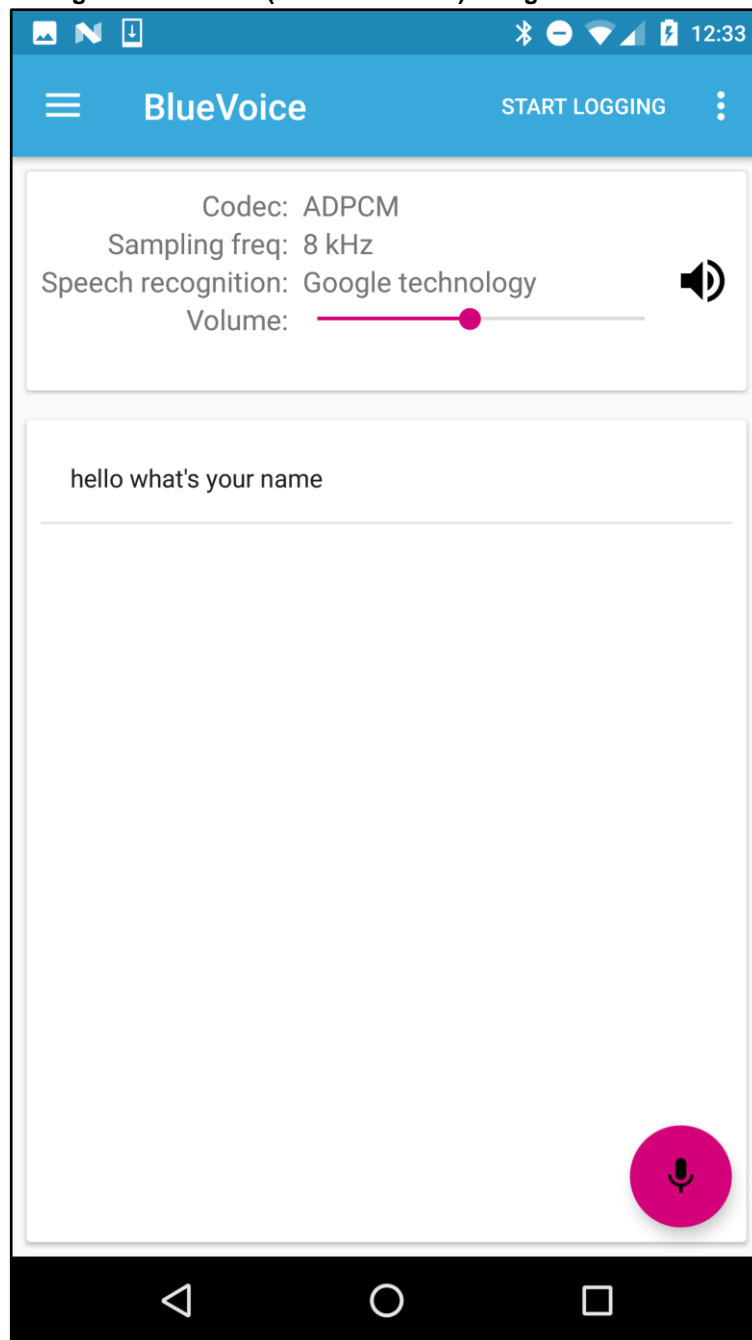 12:33
BlueVoice START LOGGING
Codec: ADPCM
Sampling freq: 8 kHz
Speech recognition: Google technology
Volume:
hello what's your name